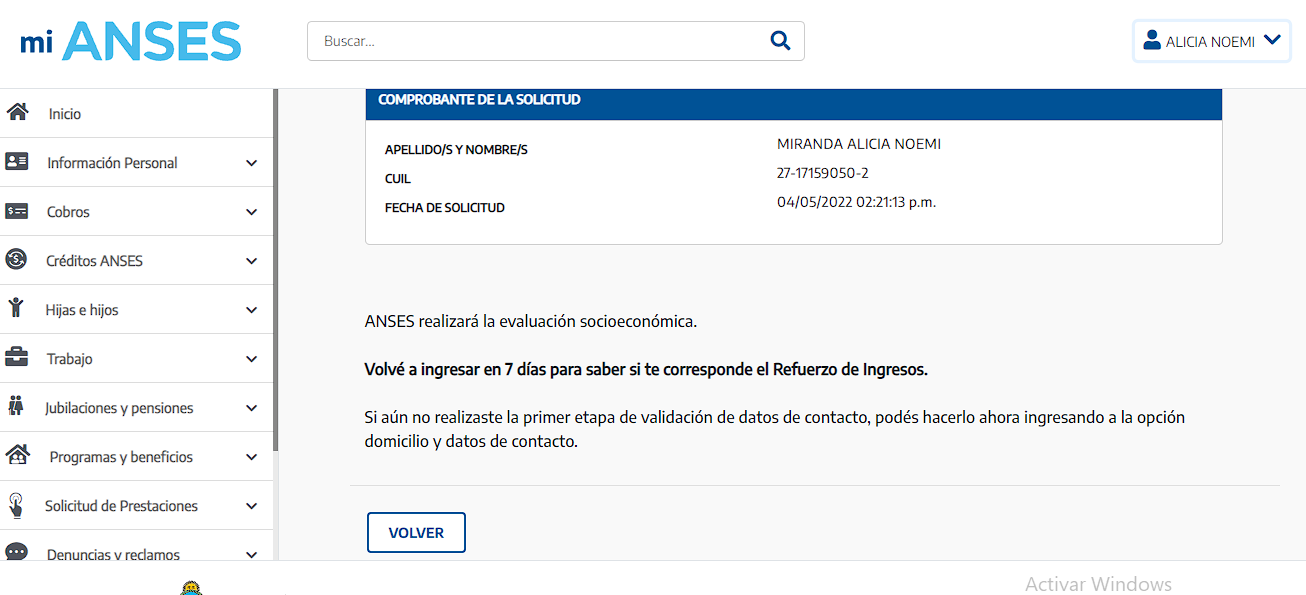 mi ANSES
Buscar...
ALICIA NOEMI
Inicio
Información Personal
Cobros
Créditos ANSES
Hijas e hijos
Trabajo
Jubilaciones y pensiones
Programas y beneficios
Solicitud de Prestaciones
Denuncias y reclamos
COMPROBANTE DE LA SOLICITUD
APELLIDO/S Y NOMBRE/S MIRANDA ALICIA NOEMI
CUIL 27-17159050-2
FECHA DE SOLICITUD 04/05/2022 02:21:13 p.m.
ANSES realizará la evaluación socioeconómica.
Volvé a ingresar en 7 días para saber si te corresponde el Refuerzo de Ingresos.
Si aún no realizaste la primer etapa de validación de datos de contacto, podés hacerlo ahora ingresando a la opción
domicilio y datos de contacto.
VOLVER
Activar Windows